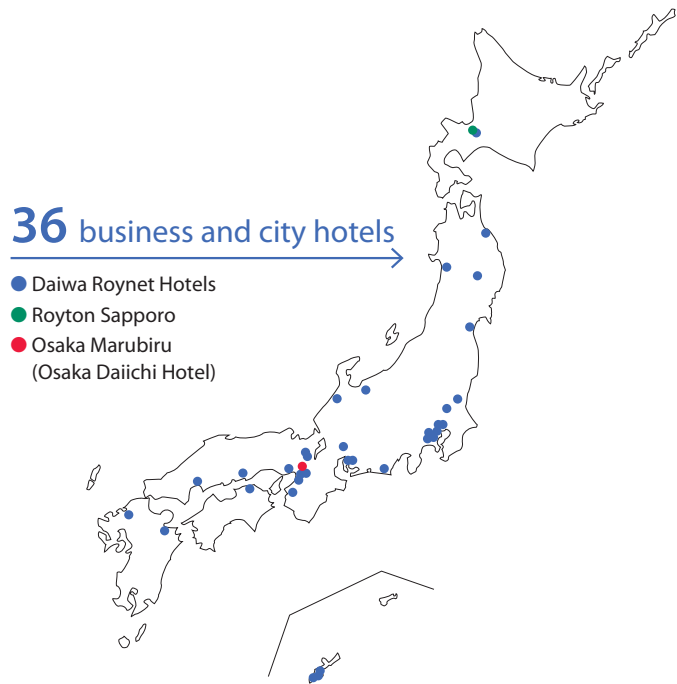 36 business and city hotels
Daiwa Roynet Hotels
Royton Sapporo
Osaka Marubiru
(Osaka Daiichi Hotel)